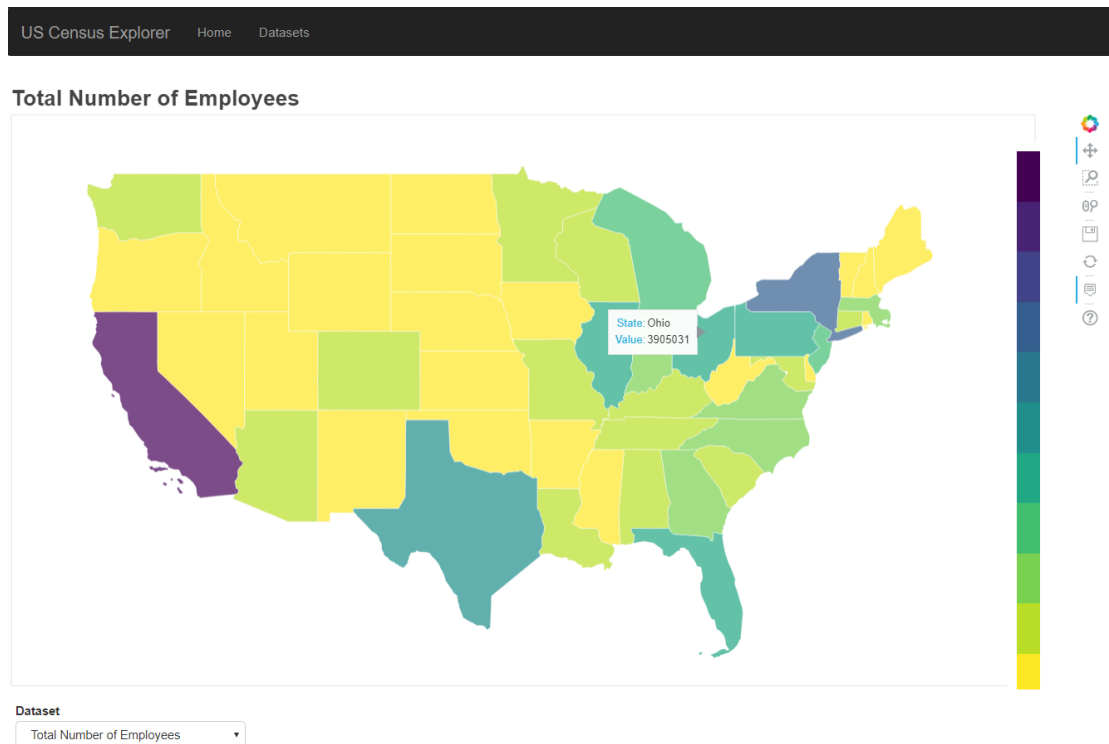 US Census Explorer Home Datasets
Total Number of Employees
State: Ohio
Value: 3905031
Dataset
Total Number of Employees